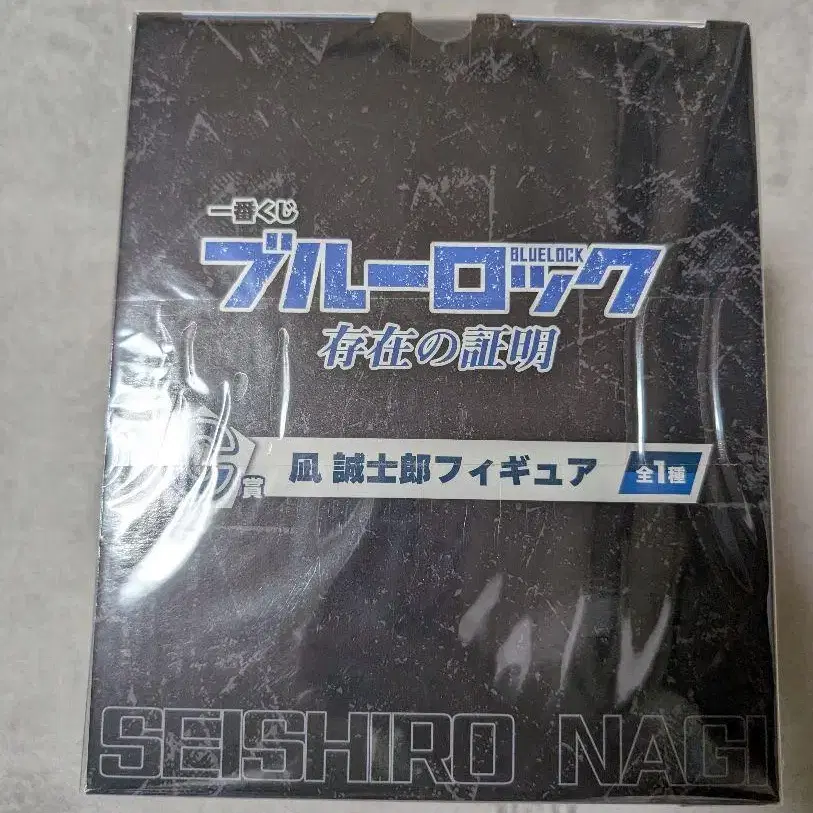 一番くじ
BLUELOCK
ブルーロック
存在の証明
C賞 凪 誠士郎フィギュア 全1種
SEISHIRO NAGI